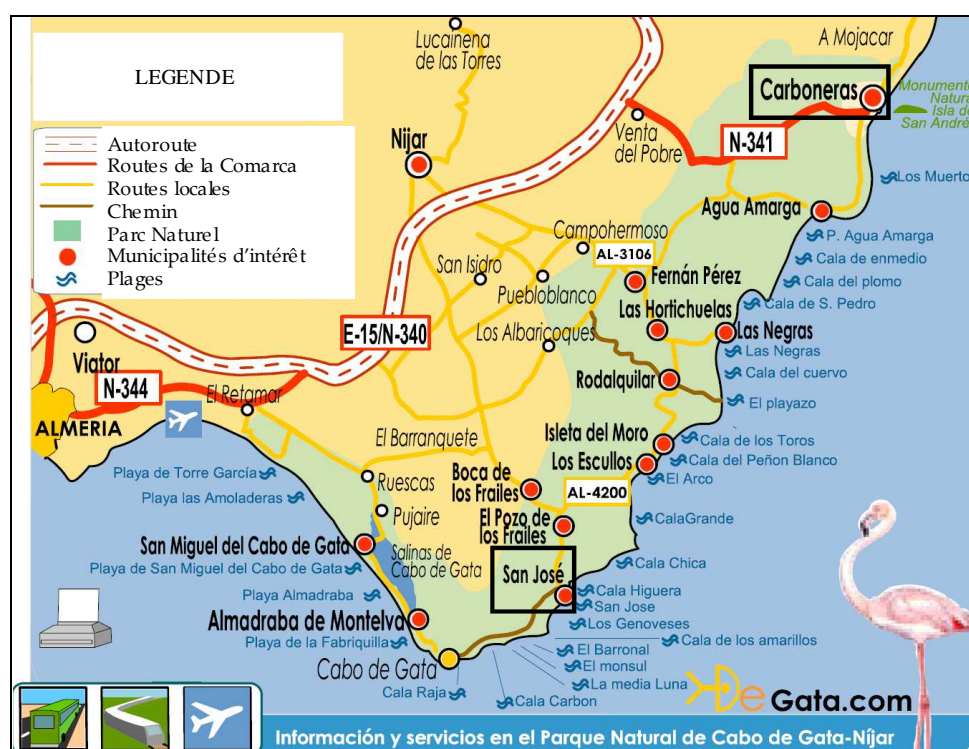 LEGENDE
Autoroute
Routes de la Comarca
Routes locales
Chemin
Parc Naturel
Municipalités d'intérêt
Plages
Lucainena
de las Torres
A Mojacar
Carboneras
Monumento
Natural
Isla de
San André
Venta
del Pobre
N-341
Níjar
Los Muerto
Agua Amarga
P. Agua Amarga
Cala de enmedio
Cala del plomo
Cala de S. Pedro
Campohermoso
AL-3106
San Isidro
Puebloblanco
Fernán Pérez
Las Hortichuelas
Las Negras
Las Negras
Cala del cuervo
El playazo
Los Albaricoques
E-15/N-340
Viator
N-344
ALMERIA
El Retamar
Rodalquilar
El Barranquete
Isleta del Moro
Los Escullos
Cala de los Toros
Cala del Peñon Blanco
El Arco
Playa de Torre García
Playa las Amoladeras
Ruescas
Pujaire
Boca de
los Frailes
AL-4200
El Pozo de
los Frailes
CalaGrande
San Miguel del Cabo de Gata
Playa de San Miguel del Cabo de Gata
Salinas de
Cabo de Gata
San José
Cala Chica
Cala Higuera
San Jose
Los Genoveses
Playa Almadraba
Almadraba de Montelva
Playa de la Fabriquilla
Cabo de Gata
Cala de los amarillos
El Barronal
El monsul
La media Luna
Cala Raja
Cala Carbon
De Gata.com
Información y servicios en el Parque Natural de Cabo de Gata-Níjar